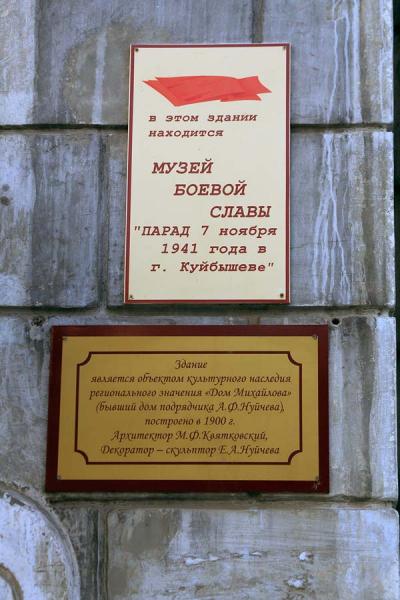 в этом здании
находится
МУЗЕЙ
БОЕВОЙ
СЛАВЫ
"ПАРАД 7 ноября
1941 года в
г. Куйбышеве"
Здание
является объектом культурного наследия
регионального значения «Дом Михайлова»
(бывший дом подрядчика А.Ф.Нуйчева),
построено в 1900 г.
Архитектор М.Ф.Квятковский,
Декоратор – скульптор Е.А.Нуйчева